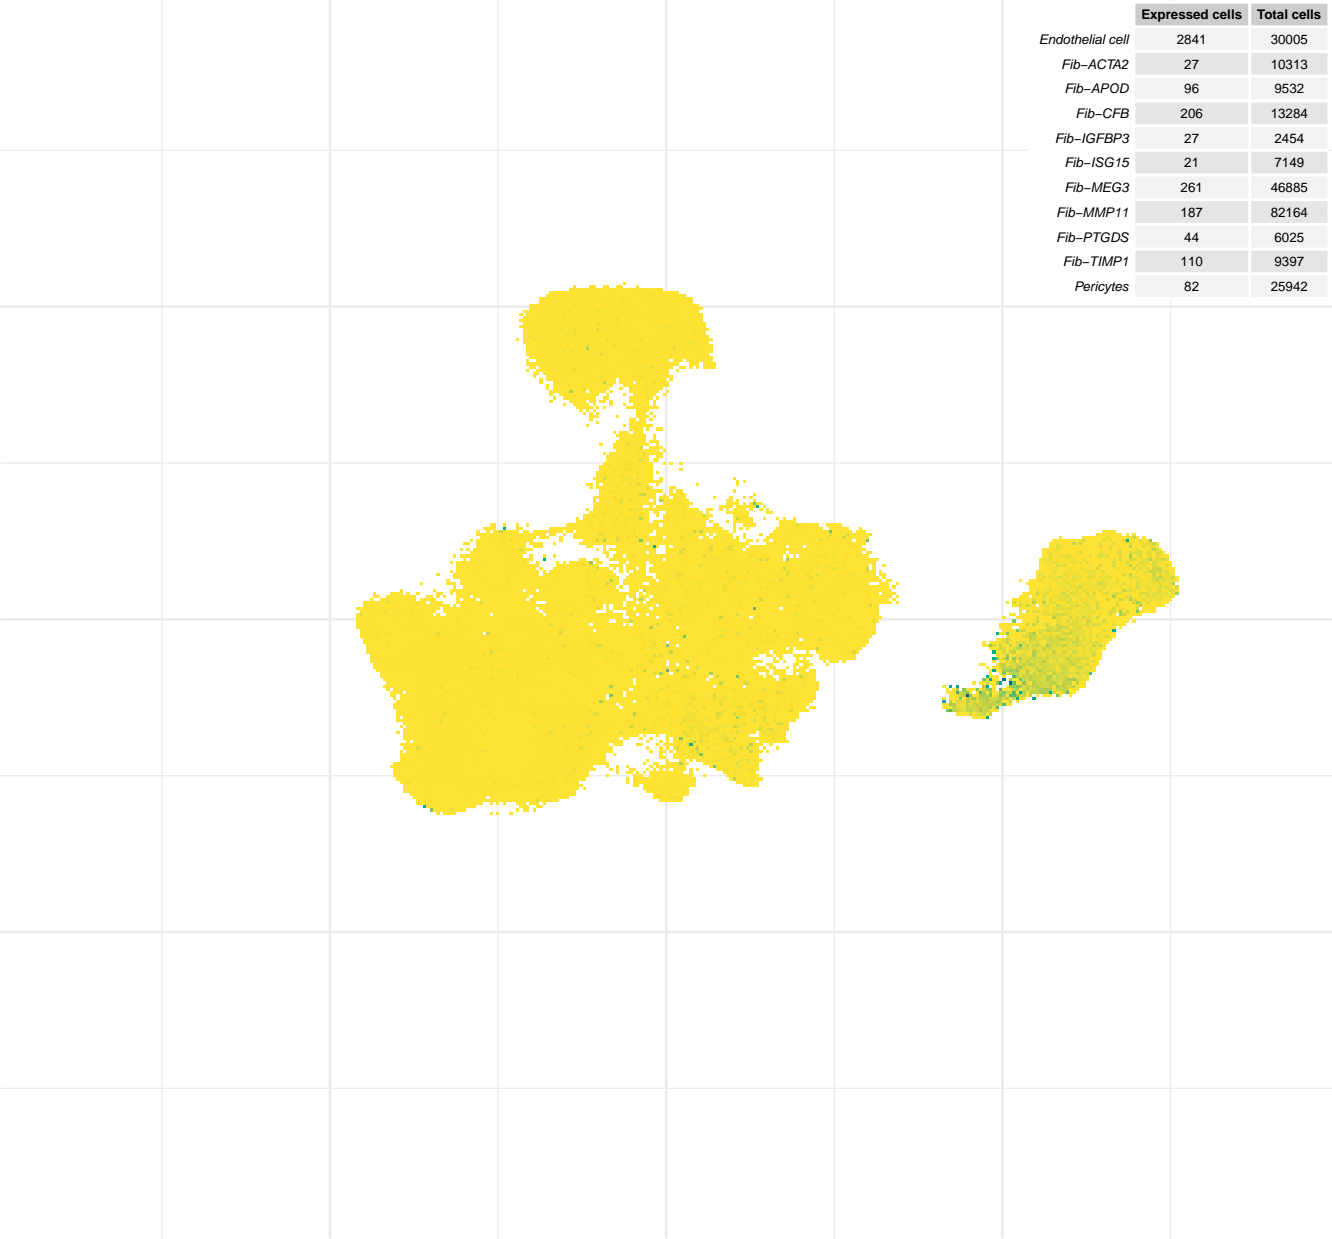 Expressed cells Total cells
Endothelial cell 2841 30005
Fib−ACTA2 27 10313
Fib−APOD 96 9532
Fib−CFB 206 13284
Fib−IGFBP3 27 2454
Fib−ISG15 21 7149
Fib−MEG3 261 46885
Fib−MMP11 187 82164
Fib−PTGDS 44 6025
Fib−TIMP1 110 9397
Pericytes 82 25942